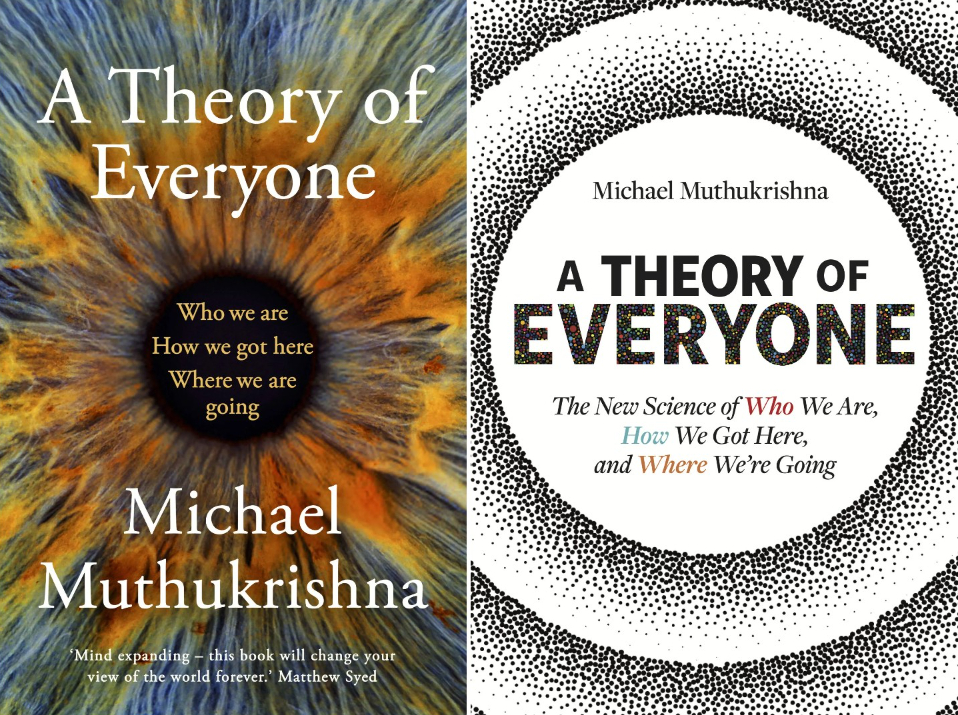 A Theory of
Everyone
Who we are
How we got here
Where we are
going
Michael
Muthukrishna
‘Mind expanding – this book will change your
view of the world forever.’ Matthew Syed
Michael Muthukrishna
A THEORY OF
EVERYONE
The New Science of Who We Are,
How We Got Here,
and Where We’re Going